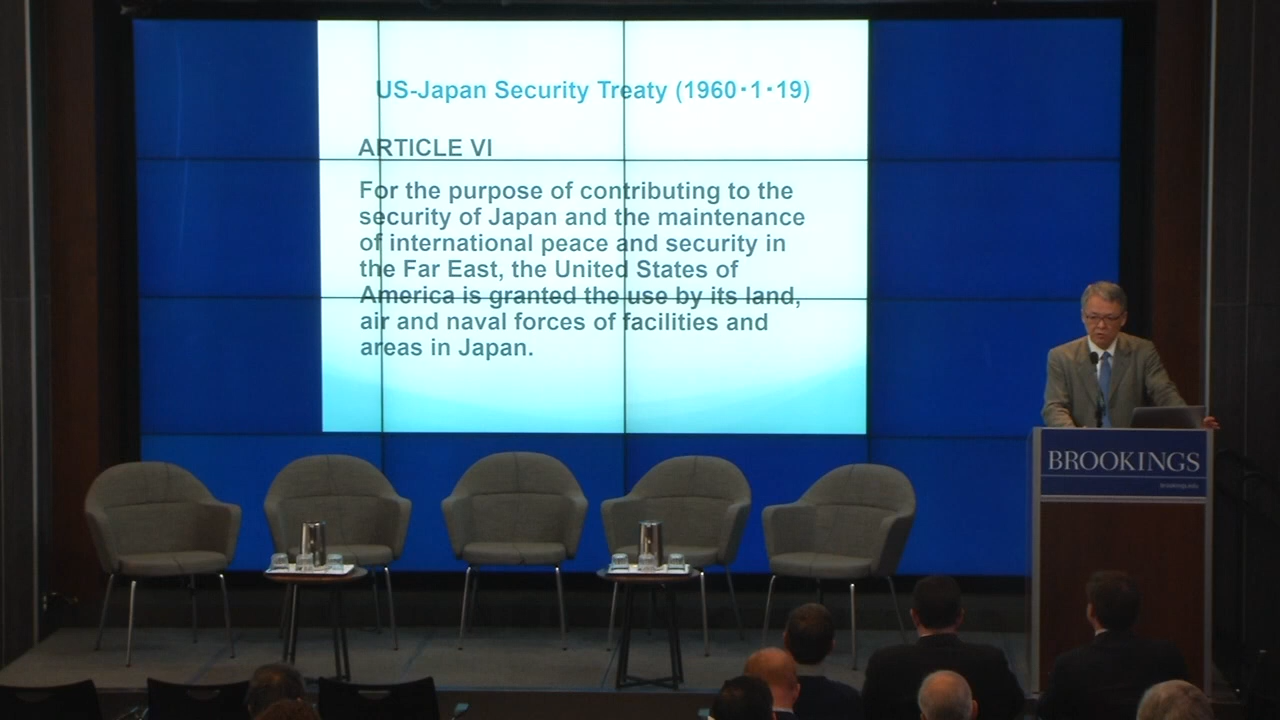 US-Japan Security Treaty (1960・1・19)
ARTICLE VI
For the purpose of contributing to the
security of Japan and the maintenance
of international peace and security in
the Far East, the United States of
America is granted the use by its land,
air and naval forces of facilities and
areas in Japan.
BROOKINGS
brookings.edu